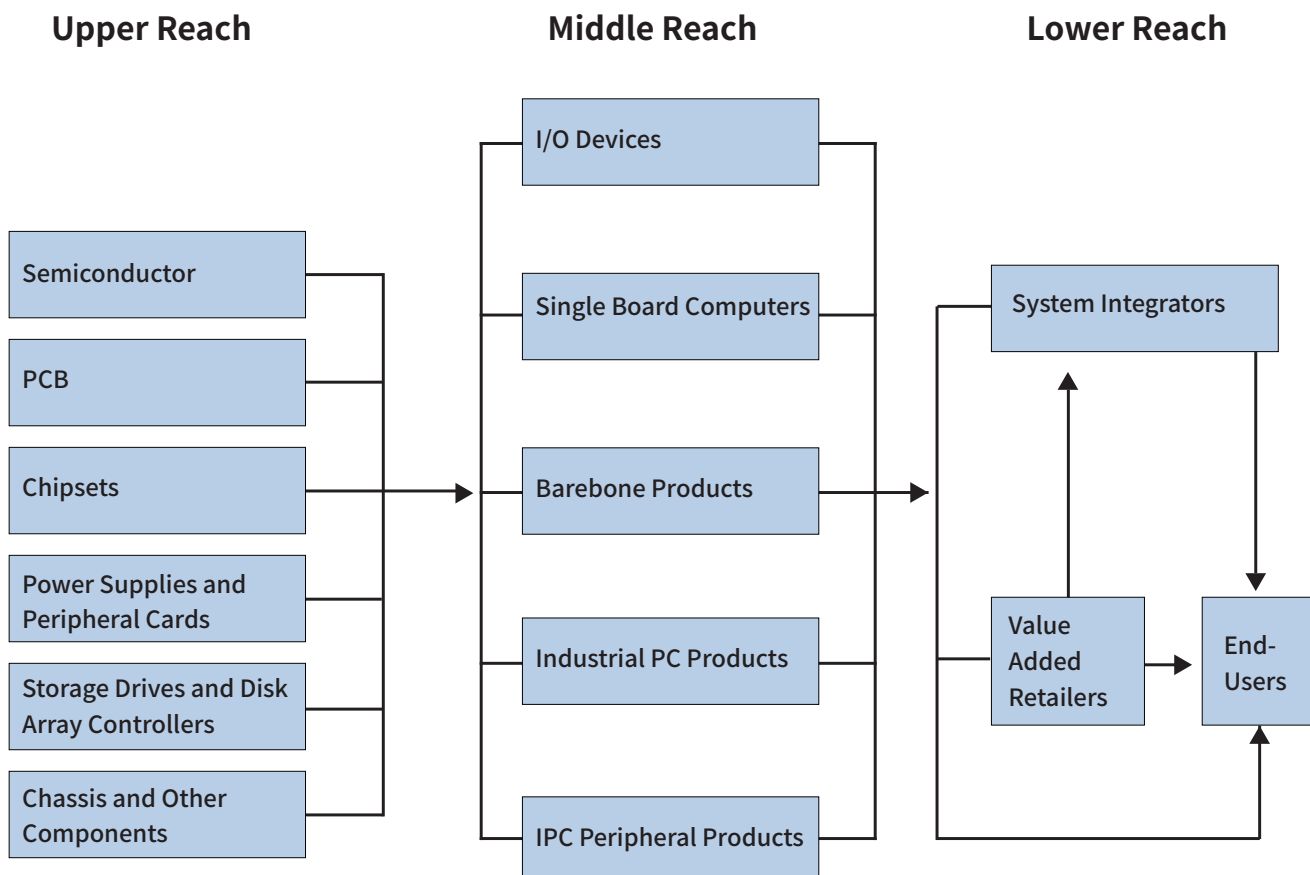 Upper Reach
Middle Reach
Lower Reach
Semiconductor
PCB
Chipsets
Power Supplies and
Peripheral Cards
Storage Drives and Disk
Array Controllers
Chassis and Other
Components
I/O Devices
Single Board Computers
Barebone Products
Industrial PC Products
IPC Peripheral Products
System Integrators
Value
Added
Retailers
End-
Users